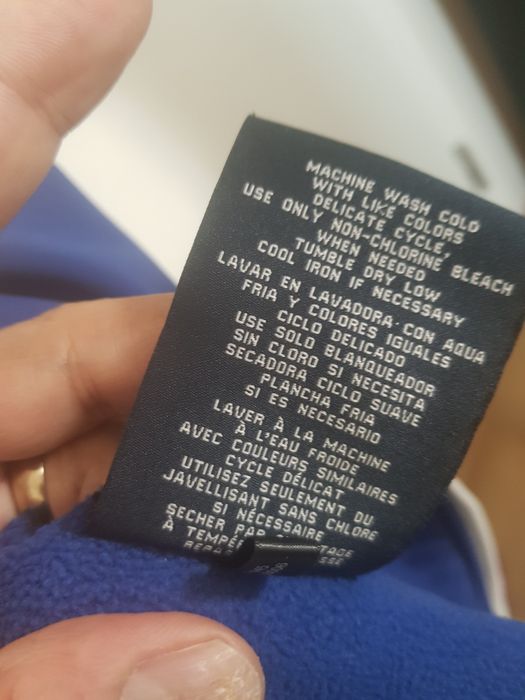 MACHINE WASH COLD
WITH LIKE COLORS
DELICATE CYCLE,
USE ONLY NON-CHLORINE BLEACH
WHEN NEEDED
TUMBLE DRY LOW
COOL IRON IF NECESSARY
LAVAR EN LAVADORA CON AQUA
FRIA Y COLORES IGUALES
CICLO DELICADO
USE SOLO BLANQUEADOR
SIN CLORO SI NECESITA
SECADORA CICLO SUAVE
PLANCHA FRIA
SI ES NECESARIO
LAVER À LA MACHINE
À L'EAU FROIDE
AVEC COULEURS SIMILAIRES
CYCLE DÉLICAT
UTILISEZ SEULEMENT DU
JAVELLISANT SANS CHLORE
SI NÉCESSAIRE
SECHER PAR
À